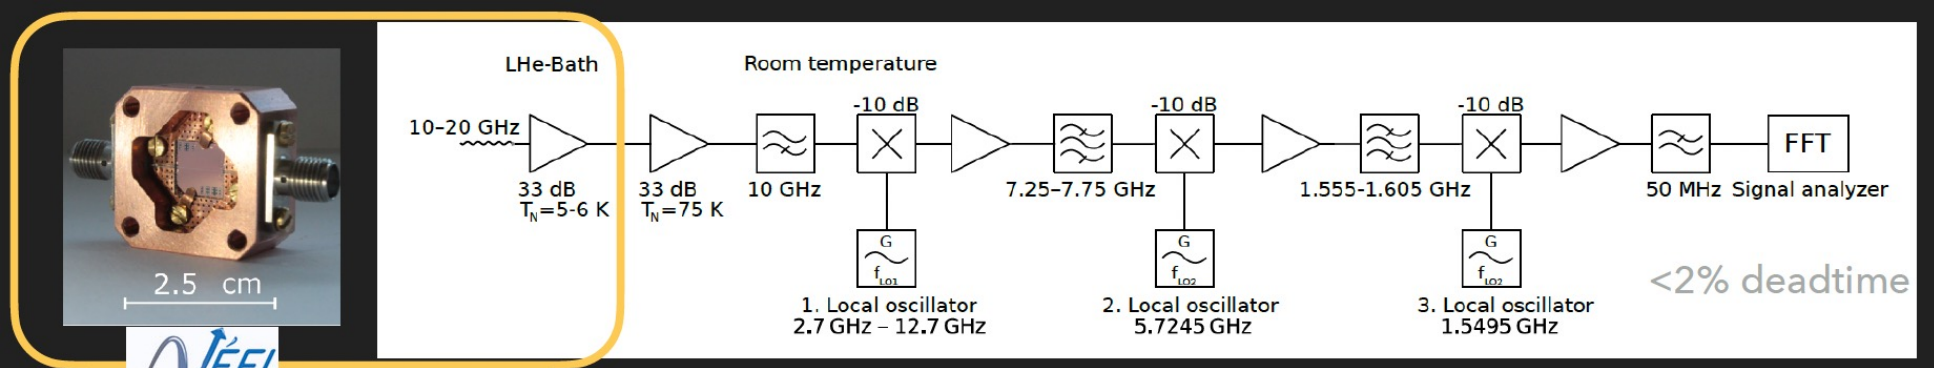 LHe-Bath
Room temperature
10–20 GHz
33 dB
T_N=5-6 K
33 dB
T_N=75 K
10 GHz
-10 dB
G
f_LO1
1. Local oscillator
2.7 GHz – 12.7 GHz
7.25–7.75 GHz
-10 dB
G
f_LO2
2. Local oscillator
5.7245 GHz
1.555-1.605 GHz
-10 dB
G
f_LO2
3. Local oscillator
1.5495 GHz
50 MHz
FFT
Signal analyzer
<2% deadtime
2.5 cm